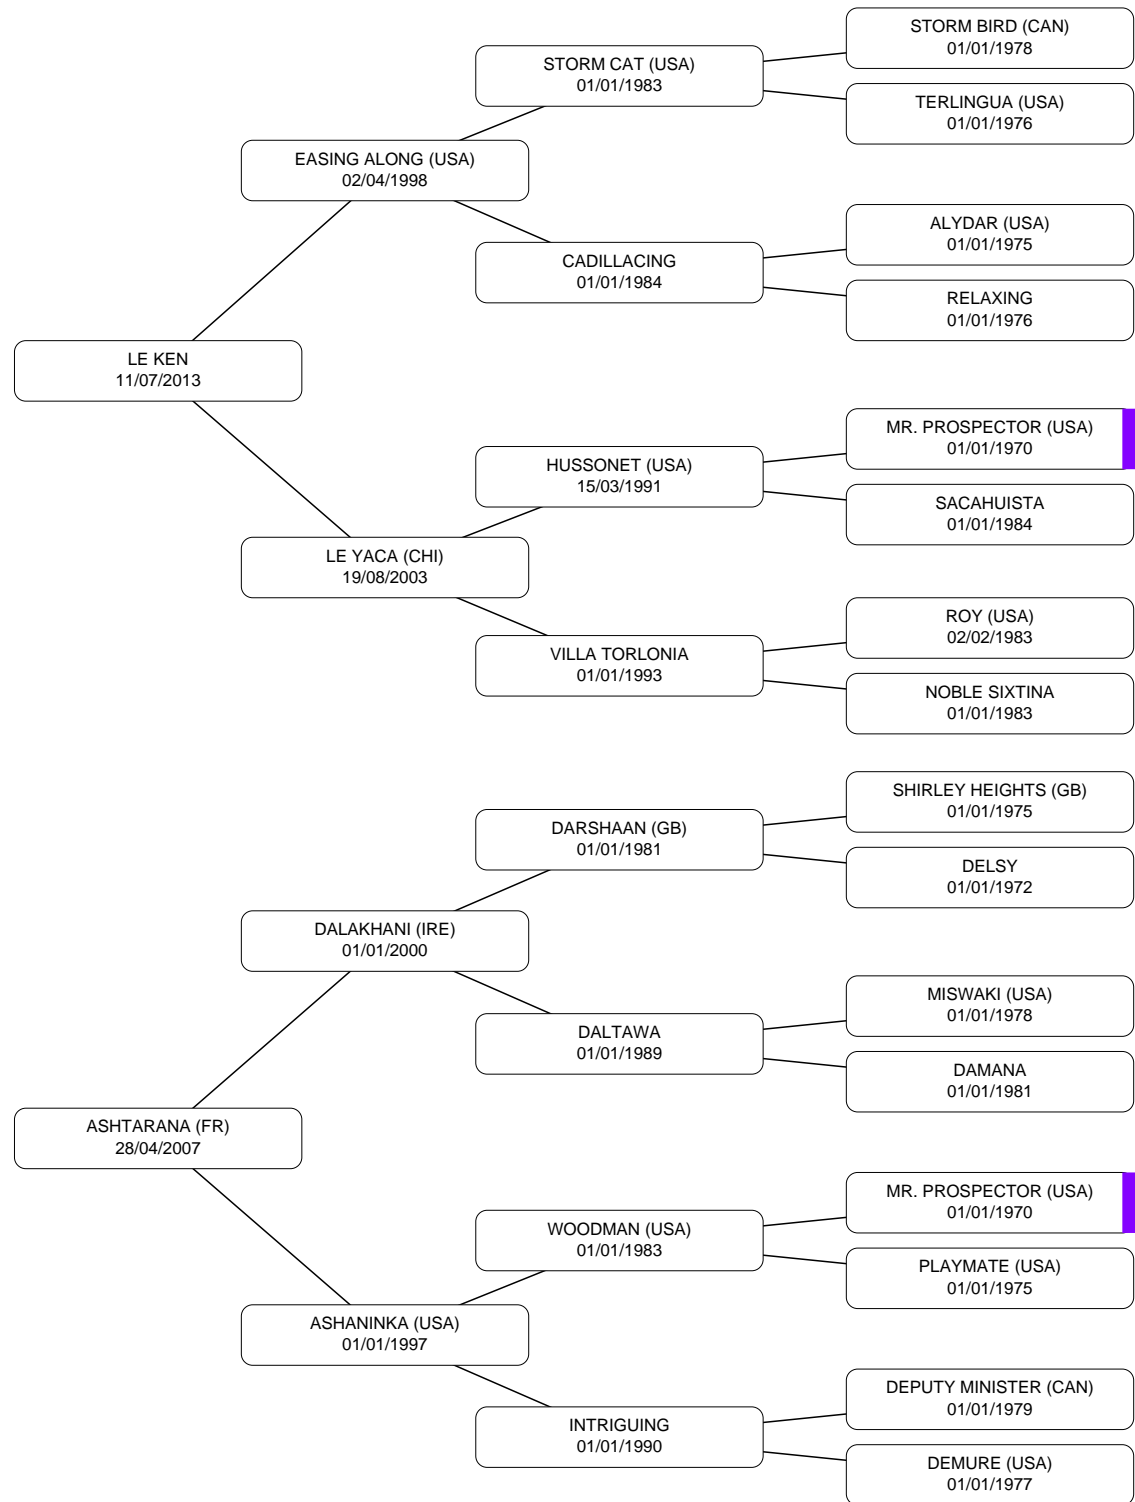 STORM BIRD (CAN)
01/01/1978
STORM CAT (USA)
01/01/1983
TERLINGUA (USA)
01/01/1976
EASING ALONG (USA)
02/04/1998
ALYDAR (USA)
01/01/1975
CADILLACING
01/01/1984
RELAXING
01/01/1976
LE KEN
11/07/2013
MR. PROSPECTOR (USA)
01/01/1970
HUSSONET (USA)
15/03/1991
SACAHUISTA
01/01/1984
LE YACA (CHI)
19/08/2003
ROY (USA)
02/02/1983
VILLA TORLONIA
01/01/1993
NOBLE SIXTINA
01/01/1983
SHIRLEY HEIGHTS (GB)
01/01/1975
DARSHAAN (GB)
01/01/1981
DELSY
01/01/1972
DALAKHANI (IRE)
01/01/2000
MISWAKI (USA)
01/01/1978
DALTAWA
01/01/1989
DAMANA
01/01/1981
ASHTARANA (FR)
28/04/2007
MR. PROSPECTOR (USA)
01/01/1970
WOODMAN (USA)
01/01/1983
PLAYMATE (USA)
01/01/1975
ASHANINKA (USA)
01/01/1997
DEPUTY MINISTER (CAN)
01/01/1979
INTRIGUING
01/01/1990
DEMURE (USA)
01/01/1977